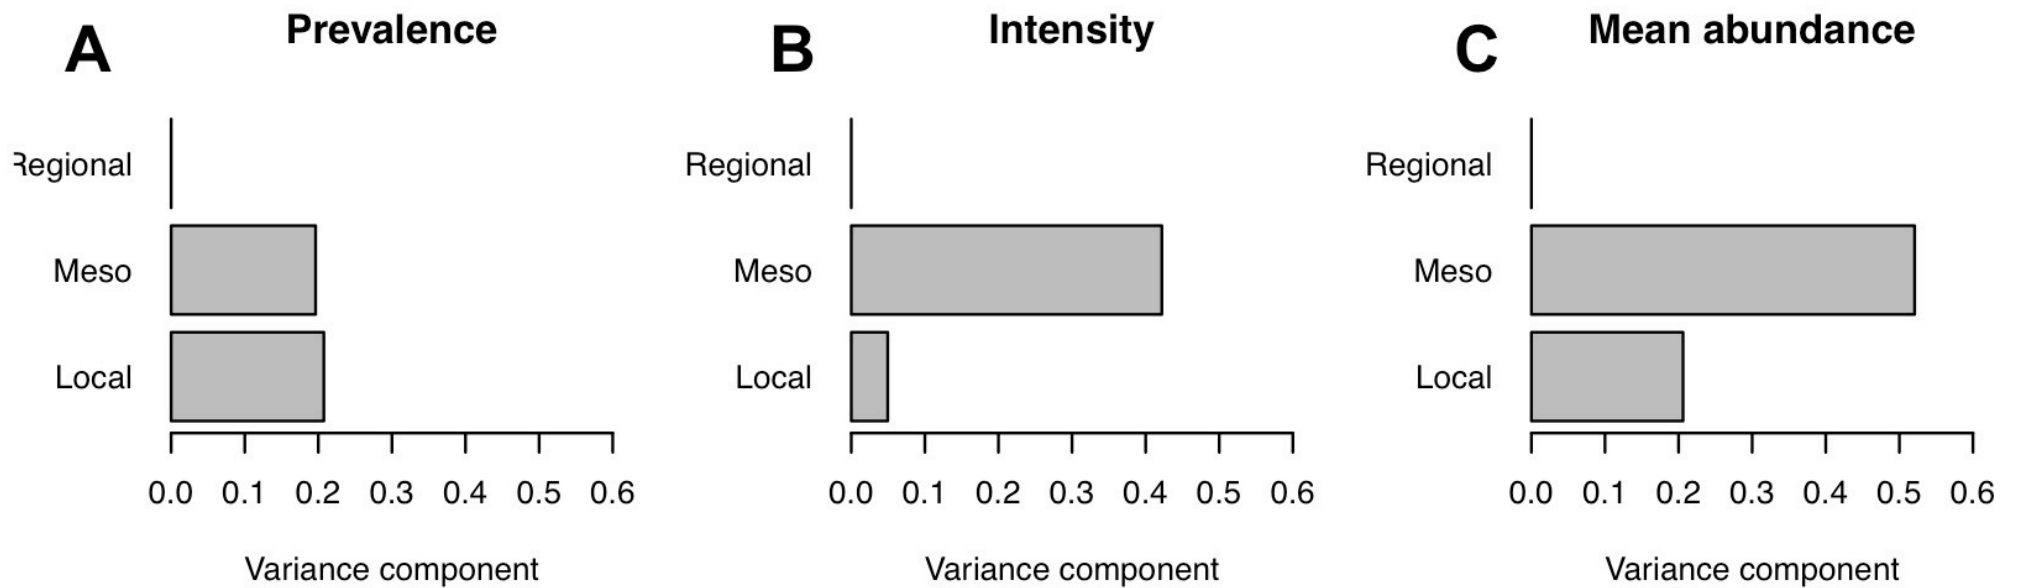 A Prevalence
Regional
Meso
Local
0.0 0.1 0.2 0.3 0.4 0.5 0.6
Variance component
B Intensity
Regional
Meso
Local
0.0 0.1 0.2 0.3 0.4 0.5 0.6
Variance component
C Mean abundance
Regional
Meso
Local
0.0 0.1 0.2 0.3 0.4 0.5 0.6
Variance component